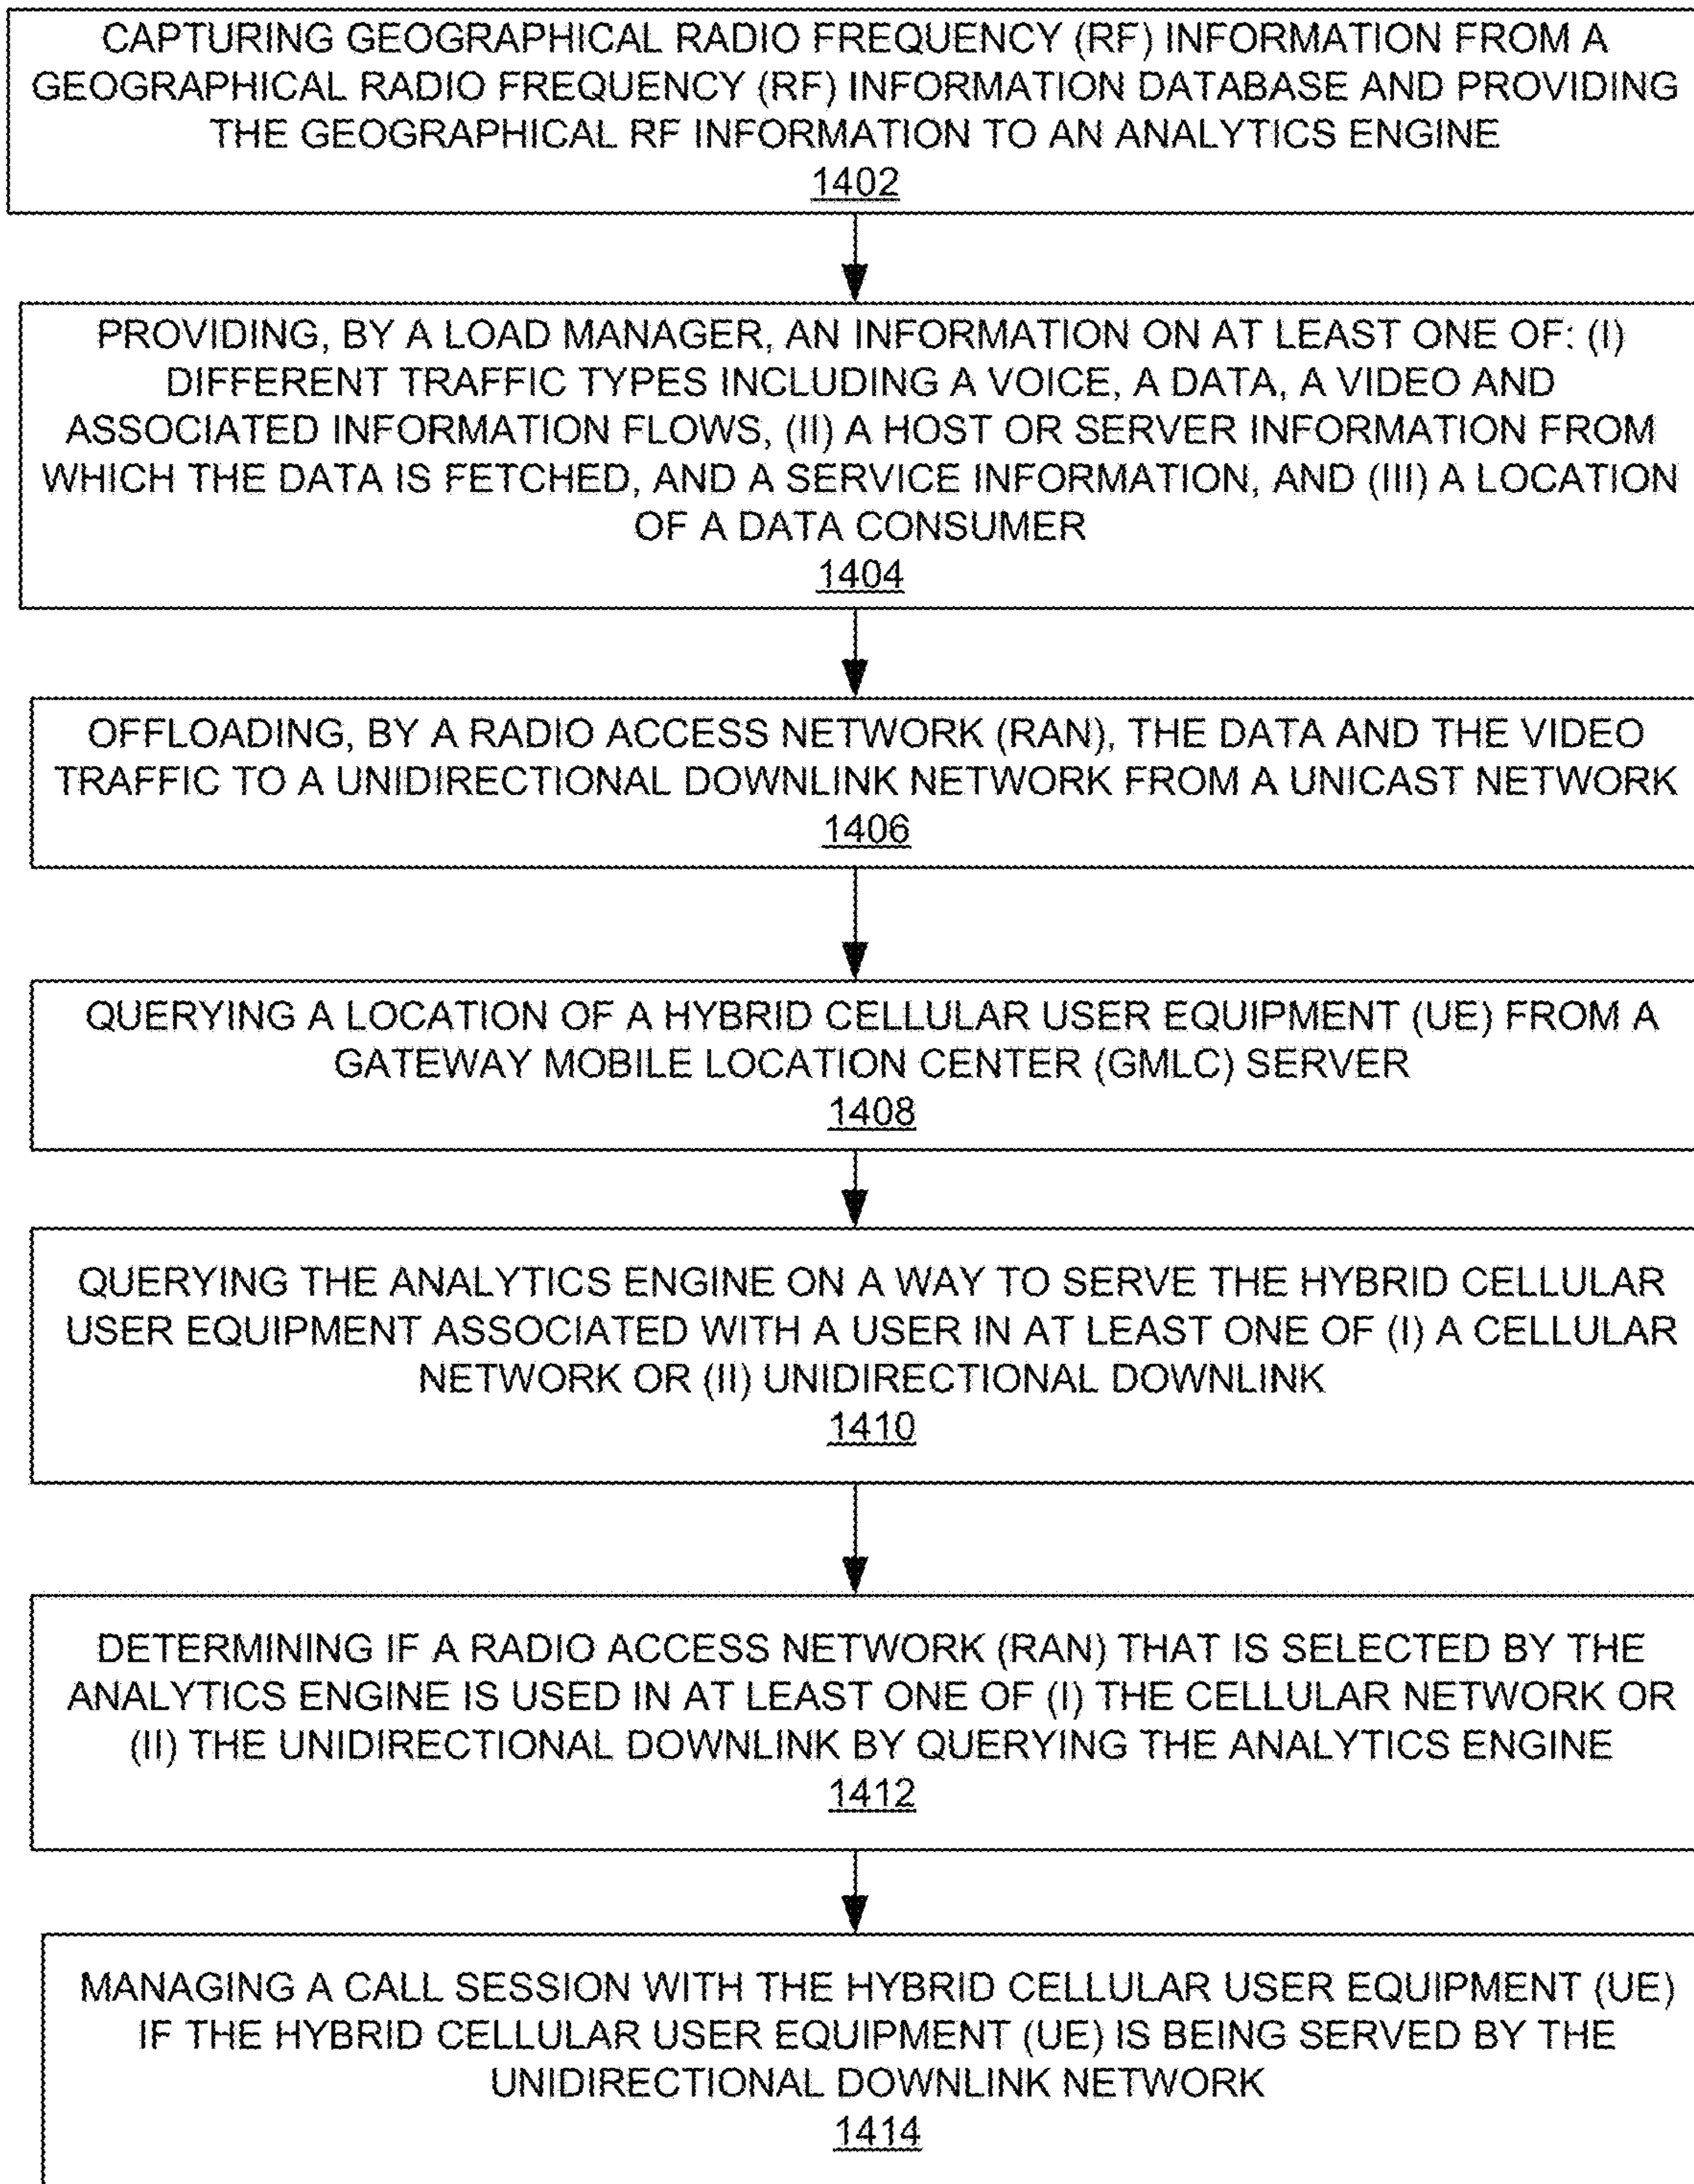 CAPTURING GEOGRAPHICAL RADIO FREQUENCY (RF) INFORMATION FROM A
GEOGRAPHICAL RADIO FREQUENCY (RF) INFORMATION DATABASE AND PROVIDING
THE GEOGRAPHICAL RF INFORMATION TO AN ANALYTICS ENGINE
1402
PROVIDING, BY A LOAD MANAGER, AN INFORMATION ON AT LEAST ONE OF: (I)
DIFFERENT TRAFFIC TYPES INCLUDING A VOICE, A DATA, A VIDEO AND
ASSOCIATED INFORMATION FLOWS, (II) A HOST OR SERVER INFORMATION FROM
WHICH THE DATA IS FETCHED, AND A SERVICE INFORMATION, AND (III) A LOCATION
OF A DATA CONSUMER
1404
OFFLOADING, BY A RADIO ACCESS NETWORK (RAN), THE DATA AND THE VIDEO
TRAFFIC TO A UNIDIRECTIONAL DOWNLINK NETWORK FROM A UNICAST NETWORK
1406
QUERYING A LOCATION OF A HYBRID CELLULAR USER EQUIPMENT (UE) FROM A
GATEWAY MOBILE LOCATION CENTER (GMLC) SERVER
1408
QUERYING THE ANALYTICS ENGINE ON A WAY TO SERVE THE HYBRID CELLULAR
USER EQUIPMENT ASSOCIATED WITH A USER IN AT LEAST ONE OF (I) A CELLULAR
NETWORK OR (II) UNIDIRECTIONAL DOWNLINK
1410
DETERMINING IF A RADIO ACCESS NETWORK (RAN) THAT IS SELECTED BY THE
ANALYTICS ENGINE IS USED IN AT LEAST ONE OF (I) THE CELLULAR NETWORK OR
(II) THE UNIDIRECTIONAL DOWNLINK BY QUERYING THE ANALYTICS ENGINE
1412
MANAGING A CALL SESSION WITH THE HYBRID CELLULAR USER EQUIPMENT (UE)
IF THE HYBRID CELLULAR USER EQUIPMENT (UE) IS BEING SERVED BY THE
UNIDIRECTIONAL DOWNLINK NETWORK
1414